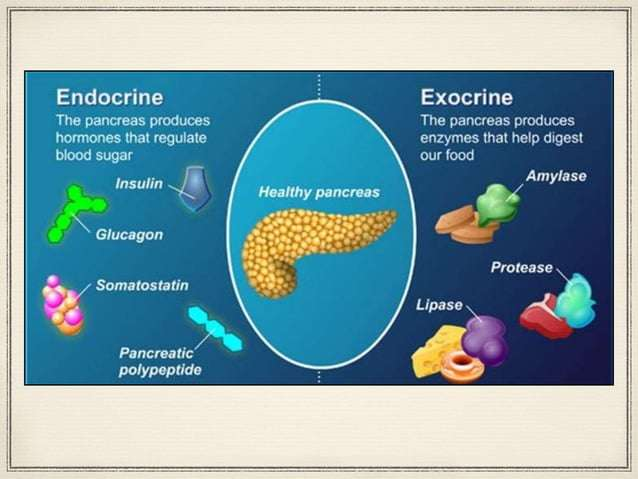 Endocrine
The pancreas produces
hormones that regulate
blood sugar
Insulin
Glucagon
Somatostatin
Pancreatic
polypeptide
Healthy pancreas
Exocrine
The pancreas produces
enzymes that help digest
our food
Amylase
Protease
Lipase